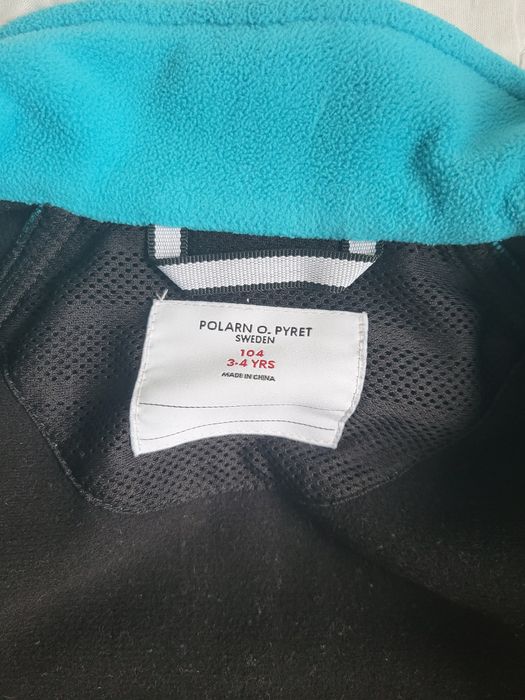 POLARN O. PYRET
SWEDEN
104
3-4 YRS
MADE IN CHINA